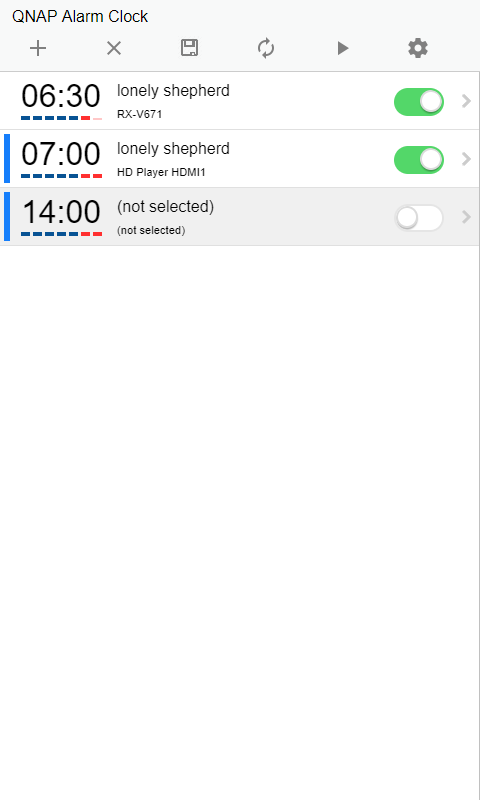 QNAP Alarm Clock
06:30
lonely shepherd
RX-V671
07:00
lonely shepherd
HD Player HDMI1
14:00
(not selected)
(not selected)